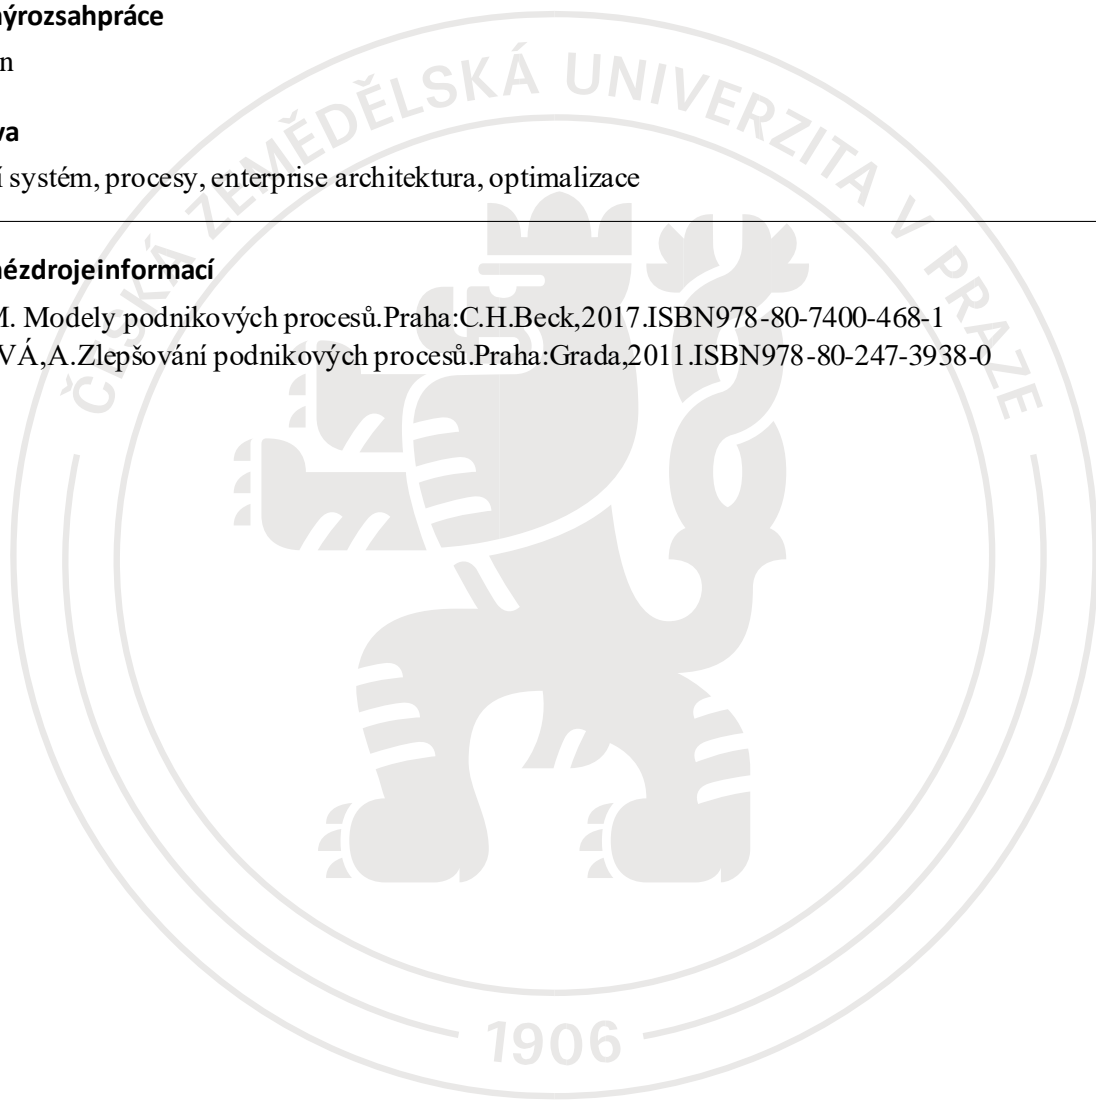 ýrozsahpráce
n
va
í systém, procesy, enterprise architektura, optimalizace
ézdrojeinformací
M. Modely podnikových procesů.Praha:C.H.Beck,2017.ISBN978-80-7400-468-1
VÁ,A.Zlepšování podnikových procesů.Praha:Grada,2011.ISBN978-80-247-3938-0
ČESKÁ ZEMĚDĚLSKÁ UNIVERZITA V PRAZE
1906